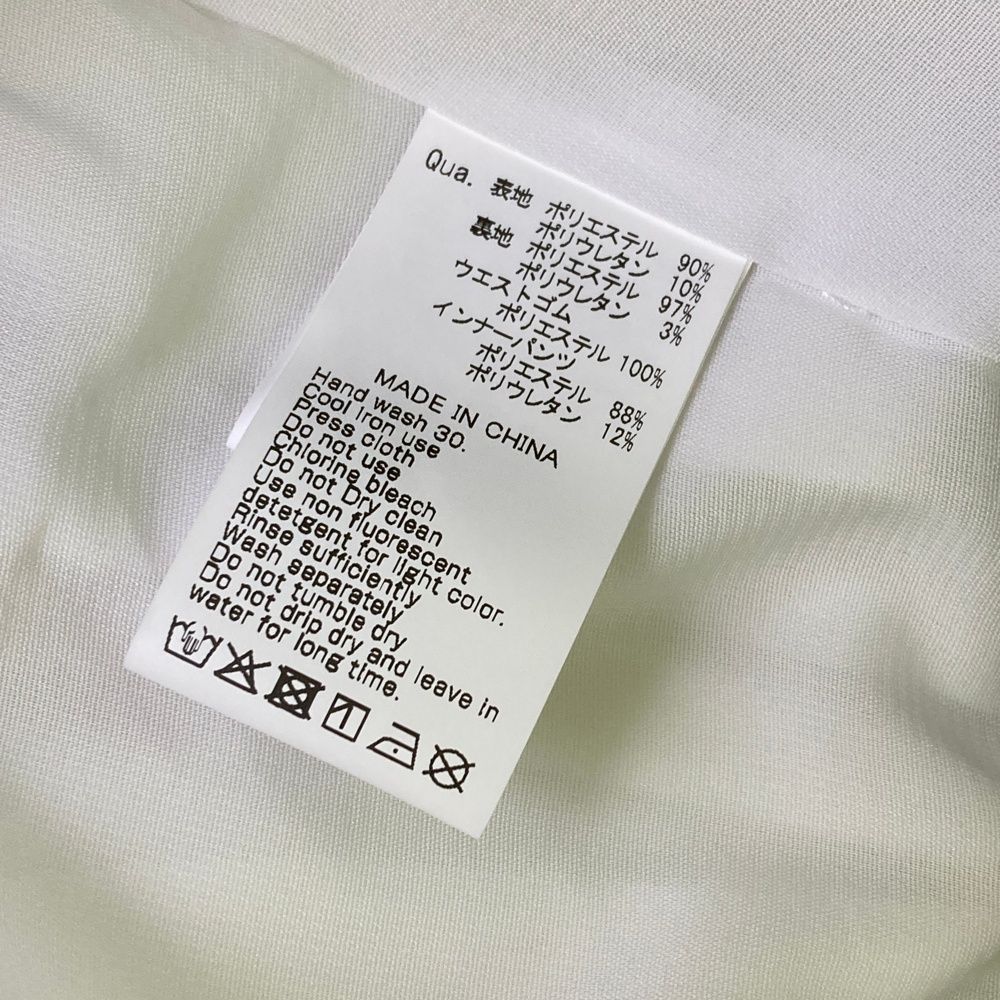 Qua. 表地 ポリエステル 90%
ポリウレタン 10%
裏地 ポリエステル 97%
ポリウレタン 3%
ウエストゴム
ポリエステル 100%
インナーパンツ
ポリエステル 88%
ポリウレタン 12%
MADE IN CHINA
Hand wash 30.
Cool iron use
Press cloth
Do not use
Chlorine bleach
Do not Dry clean
Use non fluorescent
detetgent for light color.
Rinse sufficiently
Wash separately
Do not tumble dry
Do not drip dry and leave in
water for long time.